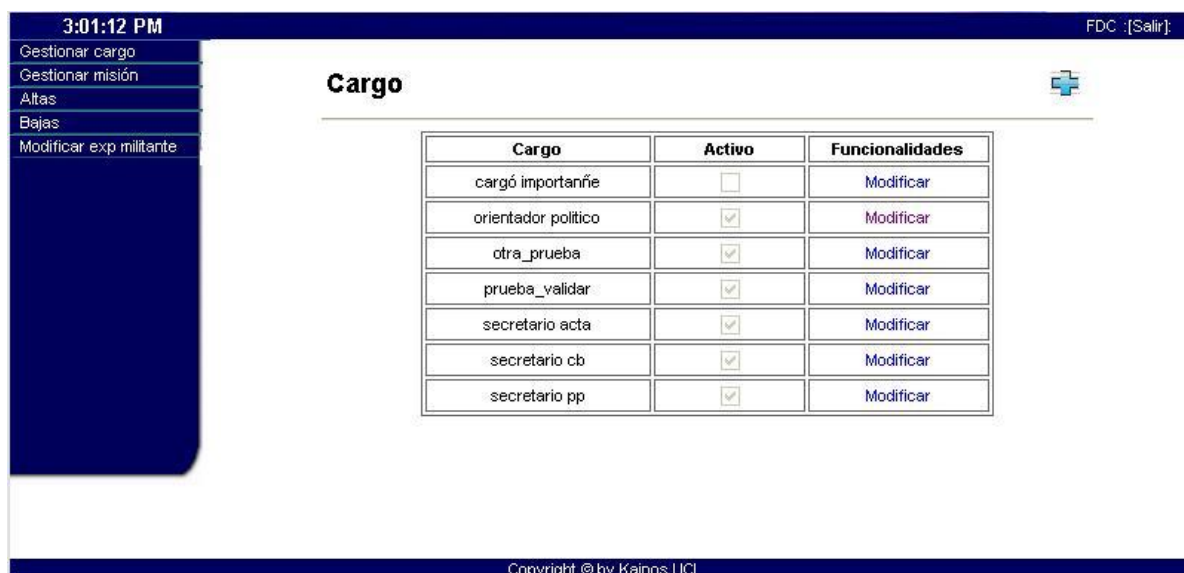 3:01:12 PM
FDC :[Salir]:
Gestionar cargo
Gestionar misión
Altas
Bajas
Modificar exp militante
Cargo
Cargo Activo Funcionalidades
cargó importanñe Modificar
orientador politico Modificar
otra_prueba Modificar
prueba_validar Modificar
secretario acta Modificar
secretario cb Modificar
secretario pp Modificar
Copyright © by Kainos UCI